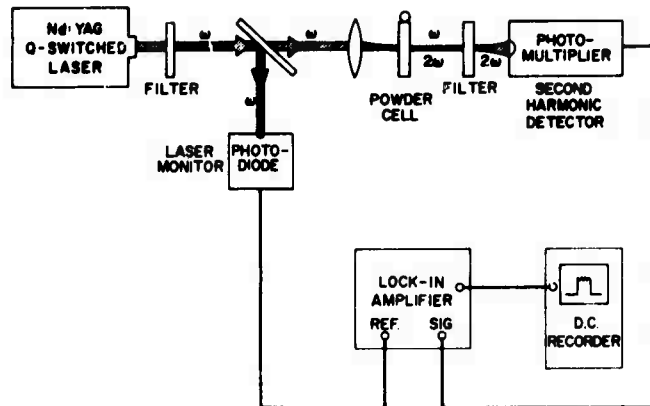 Nd:YAG
Q-SWITCHED
LASER
FILTER
ω
ω
ω
ω
POWDER
CELL
ω
2ω
FILTER
2ω
PHOTO-
MULTIPLIER
SECOND
HARMONIC
DETECTOR
LASER
MONITOR
PHOTO-
DIODE
LOCK-IN
AMPLIFIER
REF.
SIG
D.C.
RECORDER